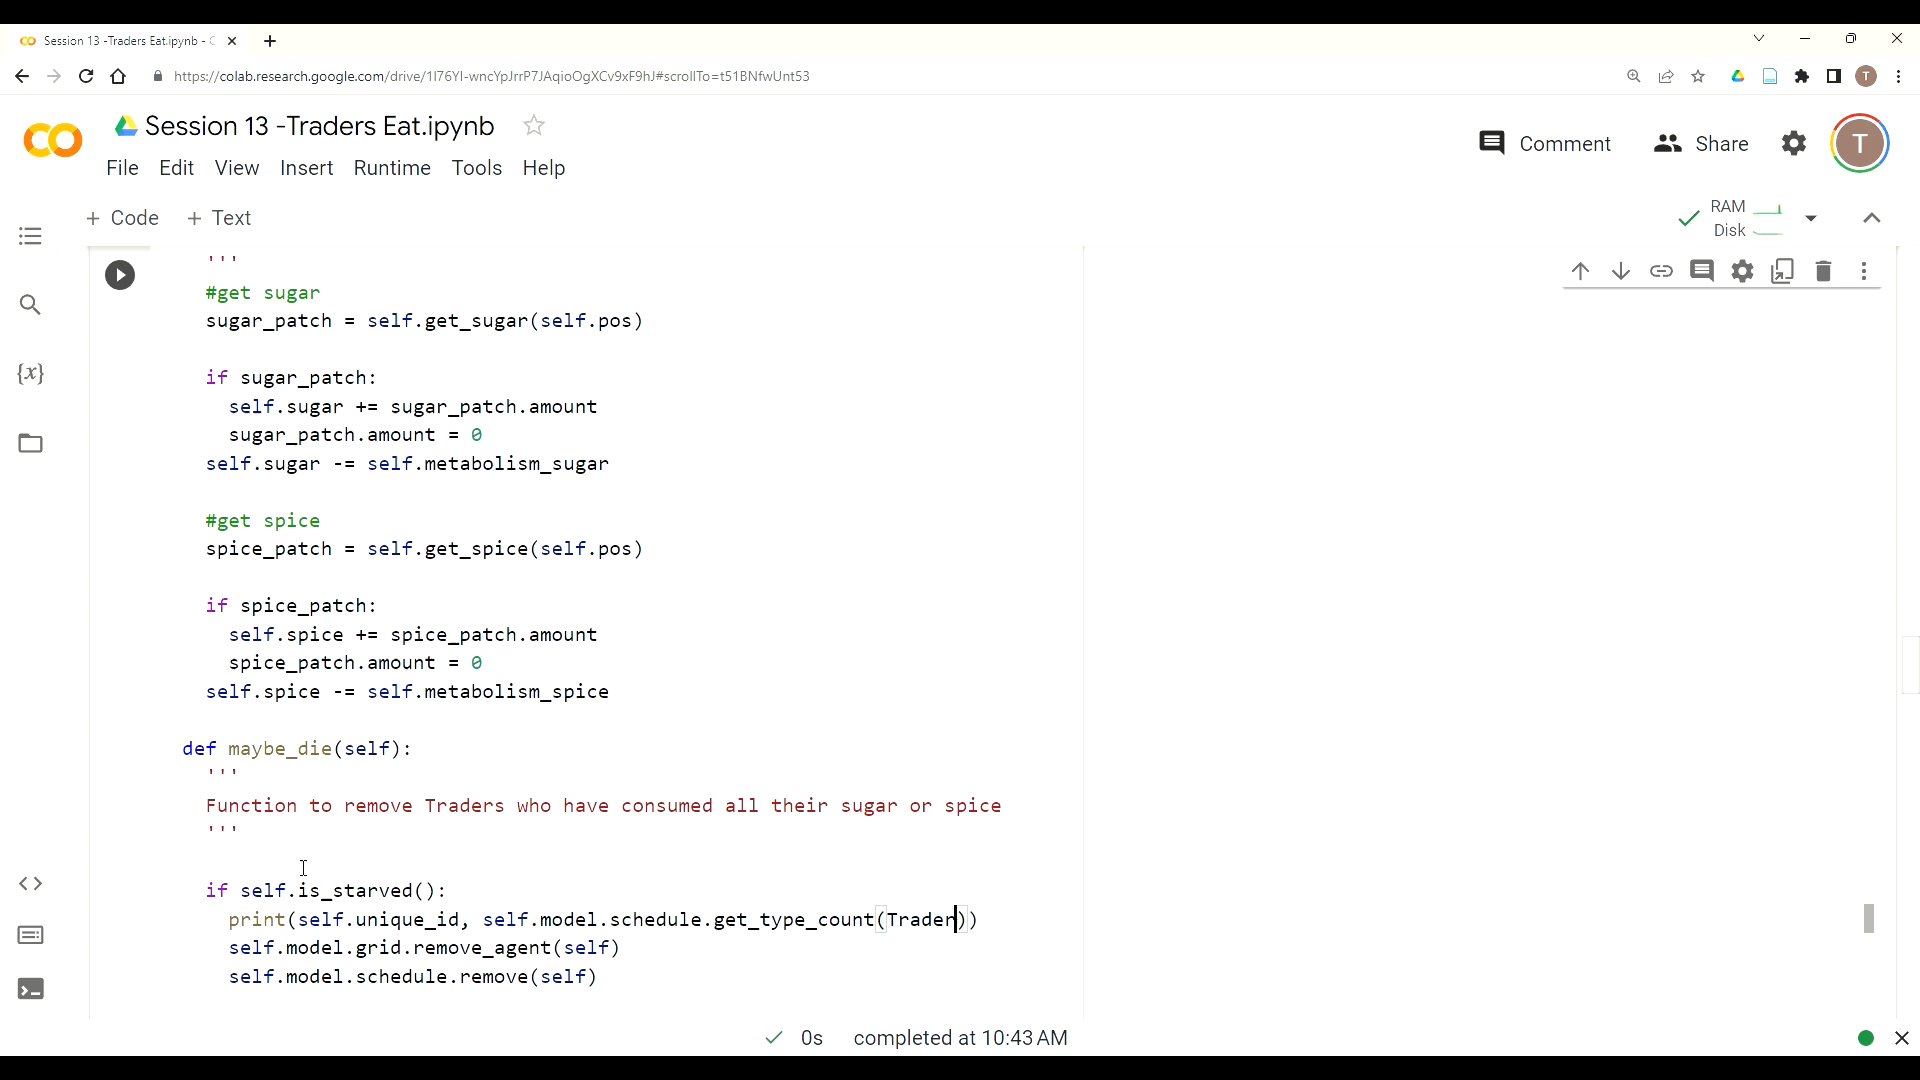 Session 13 -Traders Eat.ipynb - C
https://colab.research.google.com/drive/1I76YI-wncYpJrrP7JAqioOgXCv9xF9hJ#scrollTo=t51BNfwUnt53
T
CO
Session 13 -Traders Eat.ipynb
Comment
Share
T
File Edit View Insert Runtime Tools Help
+ Code + Text
RAM
Disk
'''
#get sugar
sugar_patch = self.get_sugar(self.pos)
if sugar_patch:
self.sugar += sugar_patch.amount
sugar_patch.amount = 0
self.sugar -= self.metabolism_sugar
#get spice
spice_patch = self.get_spice(self.pos)
if spice_patch:
self.spice += spice_patch.amount
spice_patch.amount = 0
self.spice -= self.metabolism_spice
def maybe_die(self):
'''
Function to remove Traders who have consumed all their sugar or spice
'''
if self.is_starved():
print(self.unique_id, self.model.schedule.get_type_count(Trader))
self.model.grid.remove_agent(self)
self.model.schedule.remove(self)
{x}
0s completed at 10:43 AM